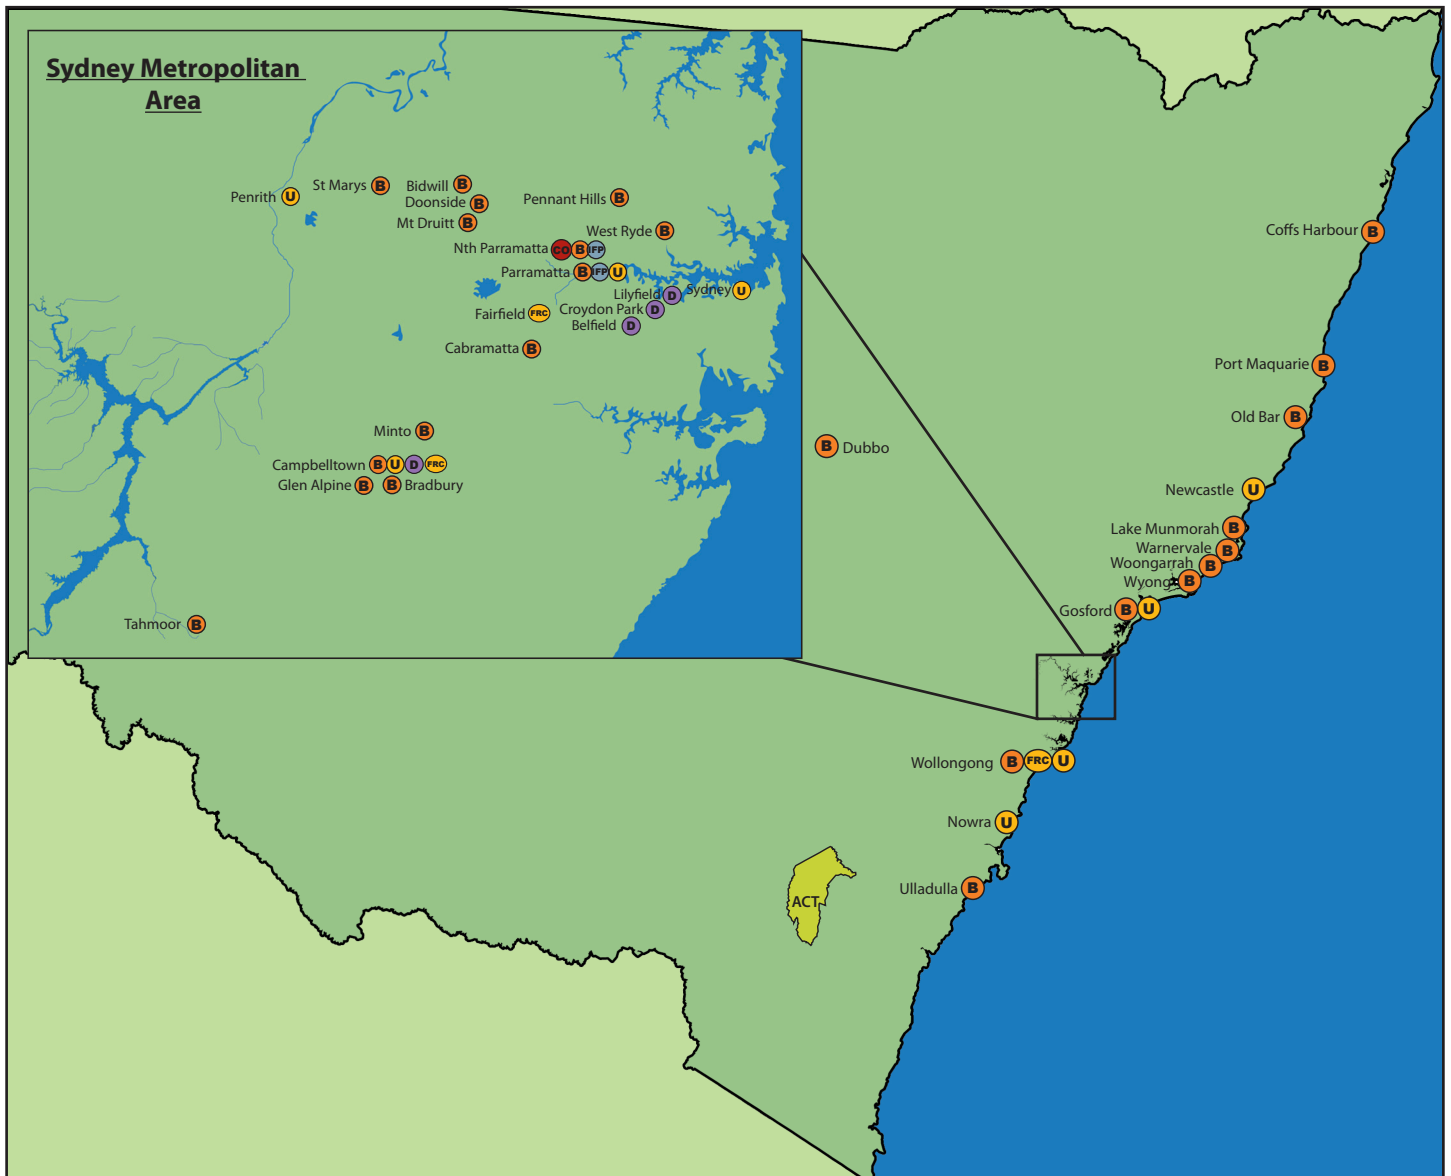 Sydney Metropolitan
Area
Penrith U
St Marys B
Bidwill B
Doonside B
Mt Druitt B
Pennant Hills B
West Ryde B
Nth Parramatta CO B IFP
Parramatta B IFP U
Lilyfield D
Sydney U
Croydon Park D
Belfield D
Fairfield FRC
Cabramatta B
Minto B
Campbelltown B U D FRC
Glen Alpine B
B Bradbury
Tahmoor B
Coffs Harbour B
Port Maquarie B
Old Bar B
B Dubbo
Newcastle U
Lake Munmorah B
Warnervale B
Woongarrah B
Wyong B
Gosford B U
Wollongong B FRC U
Nowra U
Ulladulla B
ACT